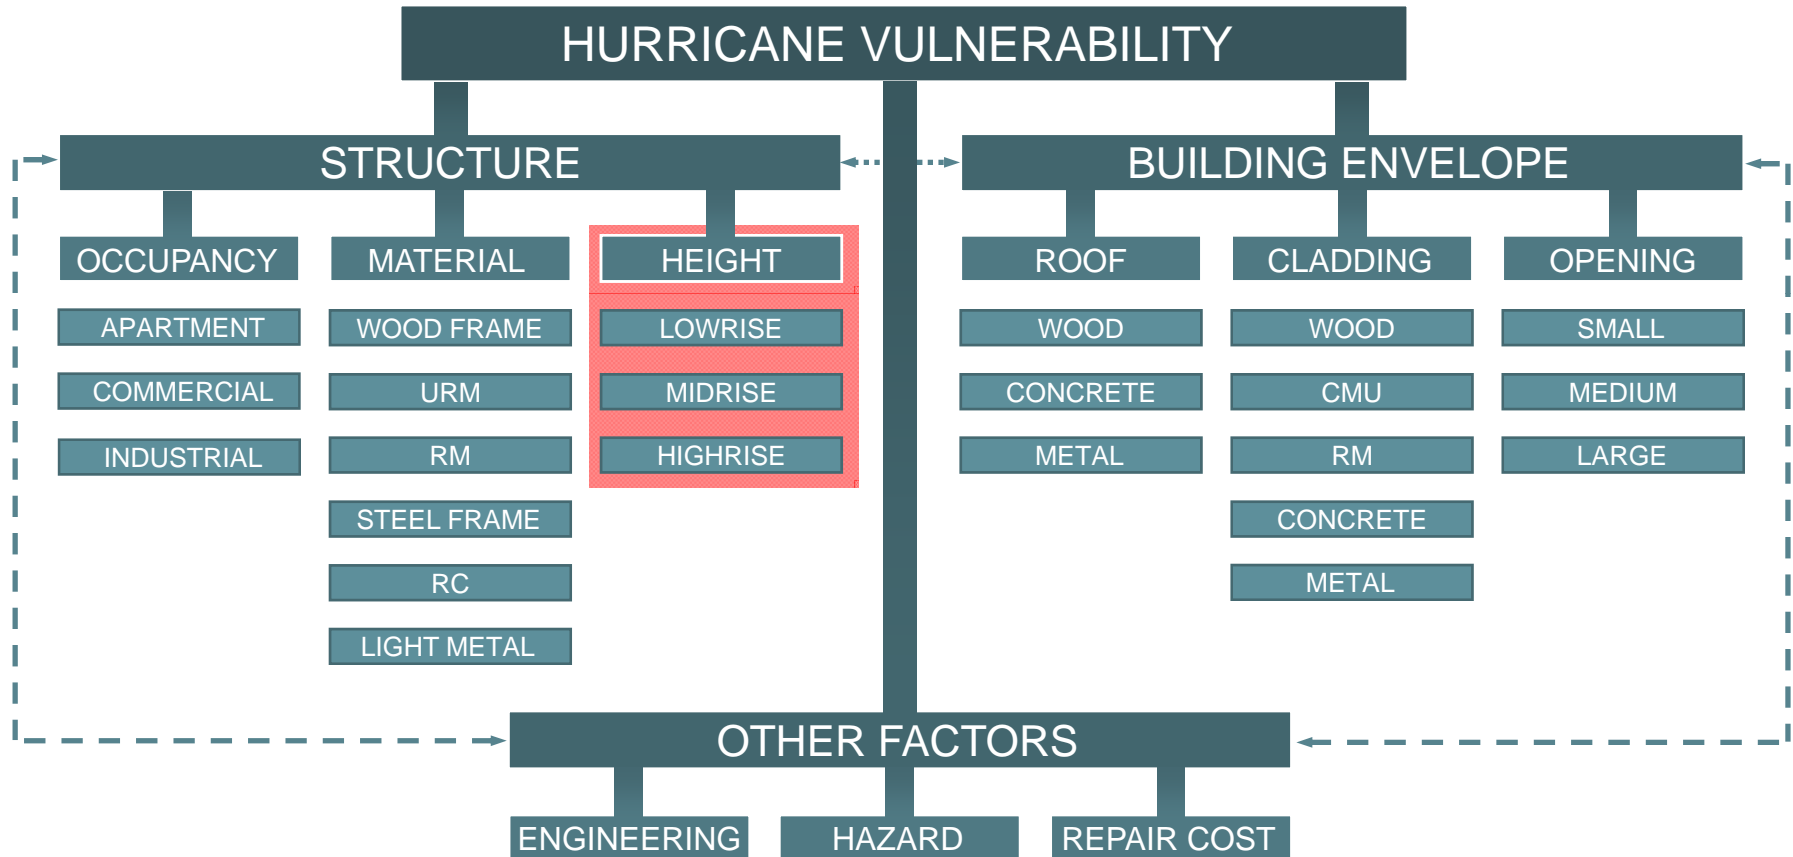 HURRICANE VULNERABILITY
STRUCTURE
BUILDING ENVELOPE
OCCUPANCY
MATERIAL
HEIGHT
ROOF
CLADDING
OPENING
APARTMENT
WOOD FRAME
LOWRISE
WOOD
WOOD
SMALL
COMMERCIAL
URM
MIDRISE
CONCRETE
CMU
MEDIUM
INDUSTRIAL
RM
HIGHRISE
METAL
RM
LARGE
STEEL FRAME
CONCRETE
RC
METAL
LIGHT METAL
OTHER FACTORS
ENGINEERING
HAZARD
REPAIR COST